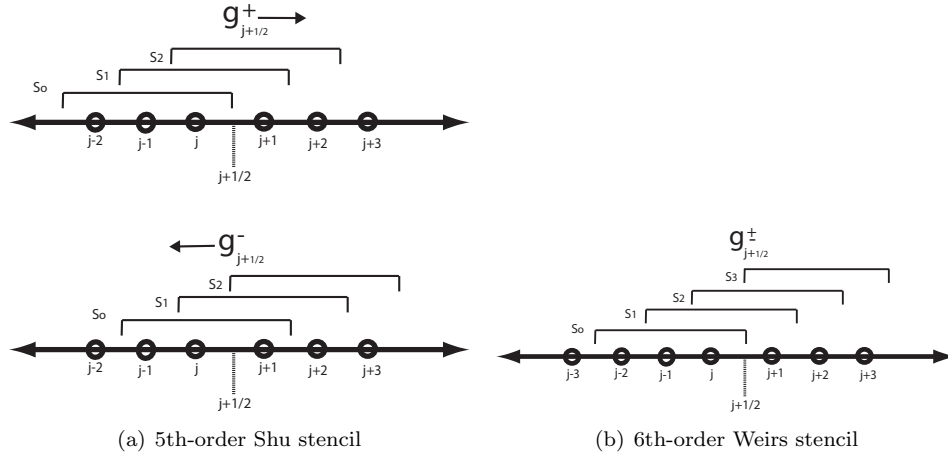 g+j+1/2
S2
S1
So
j-2 j-1 j j+1 j+2 j+3
j+1/2
g-j+1/2
S2
S1
So
j-2 j-1 j j+1 j+2 j+3
j+1/2
(a) 5th-order Shu stencil
g±j+1/2
S3
S2
S1
So
j-3 j-2 j-1 j j+1 j+2 j+3
j+1/2
(b) 6th-order Weirs stencil